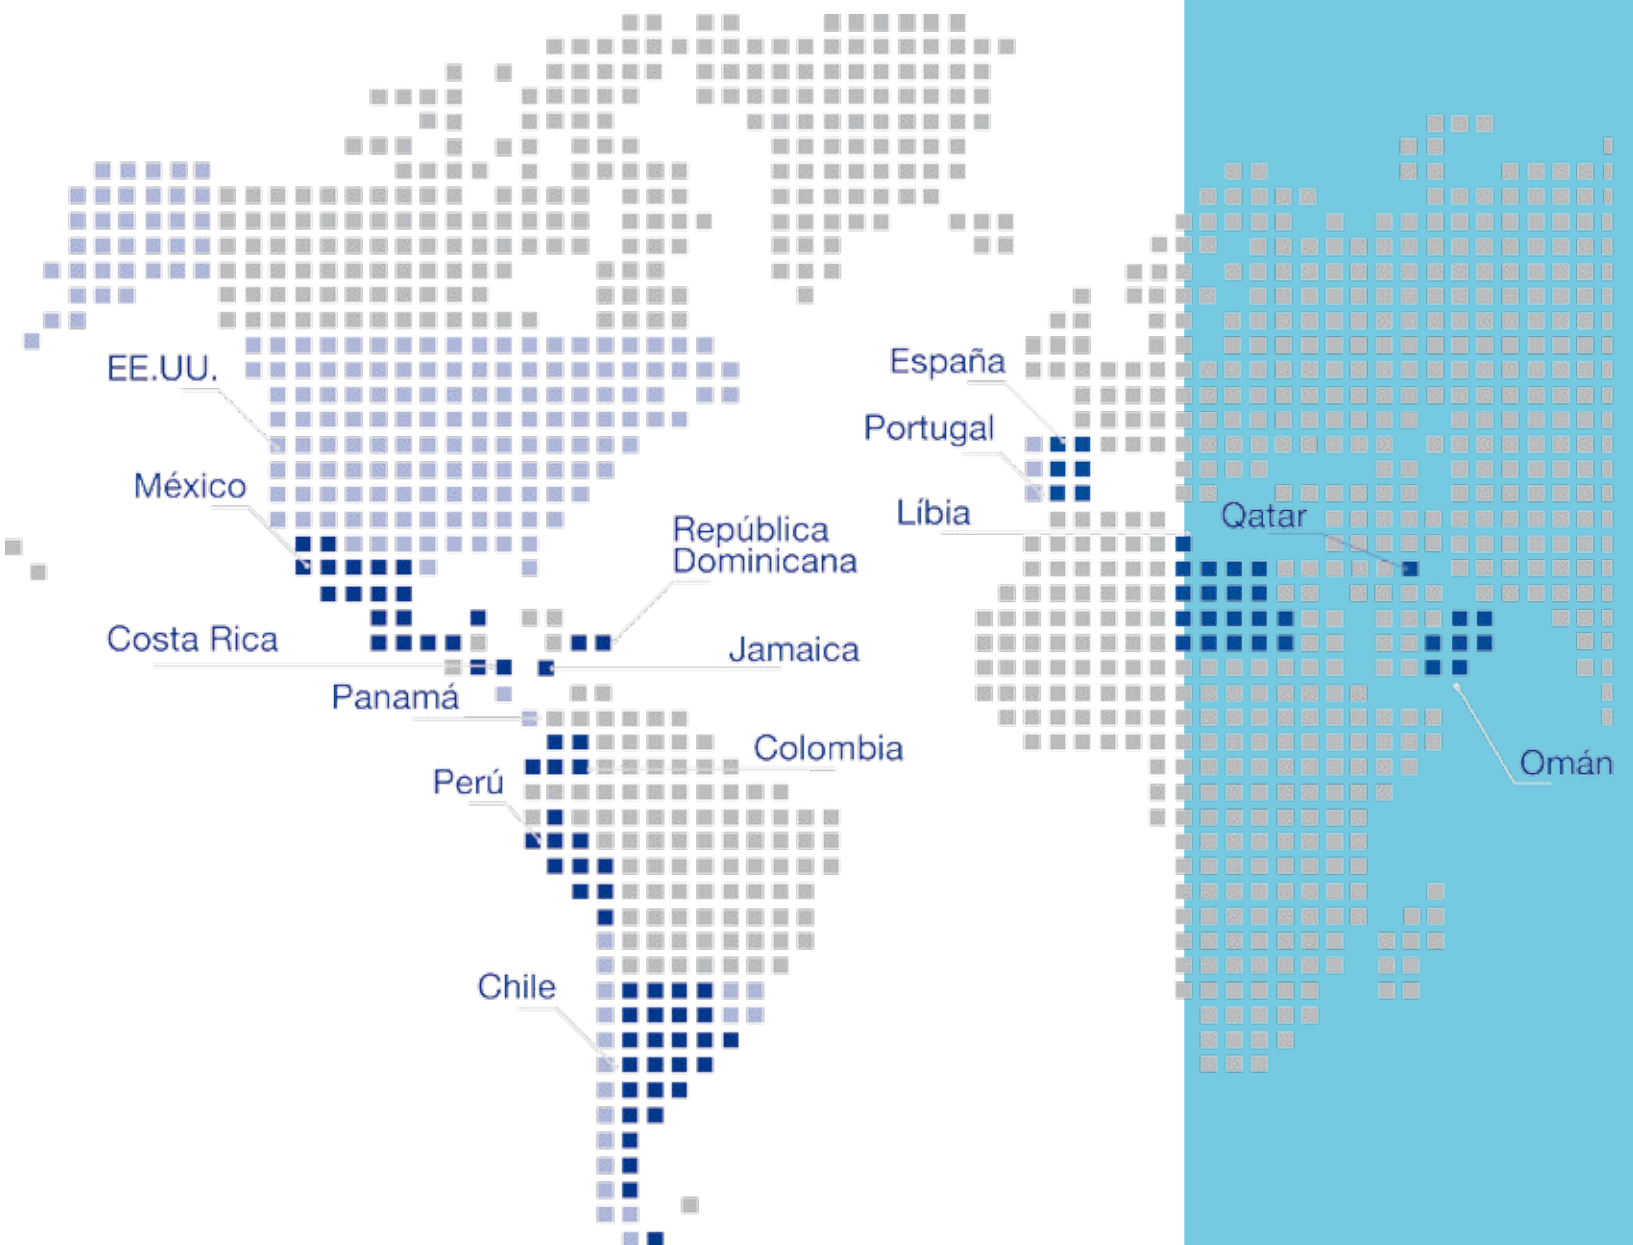 EE.UU.
España
Portugal
México
Líbia
Qatar
República
Dominicana
Costa Rica
Jamaica
Panamá
Colombia
Perú
Omán
Chile